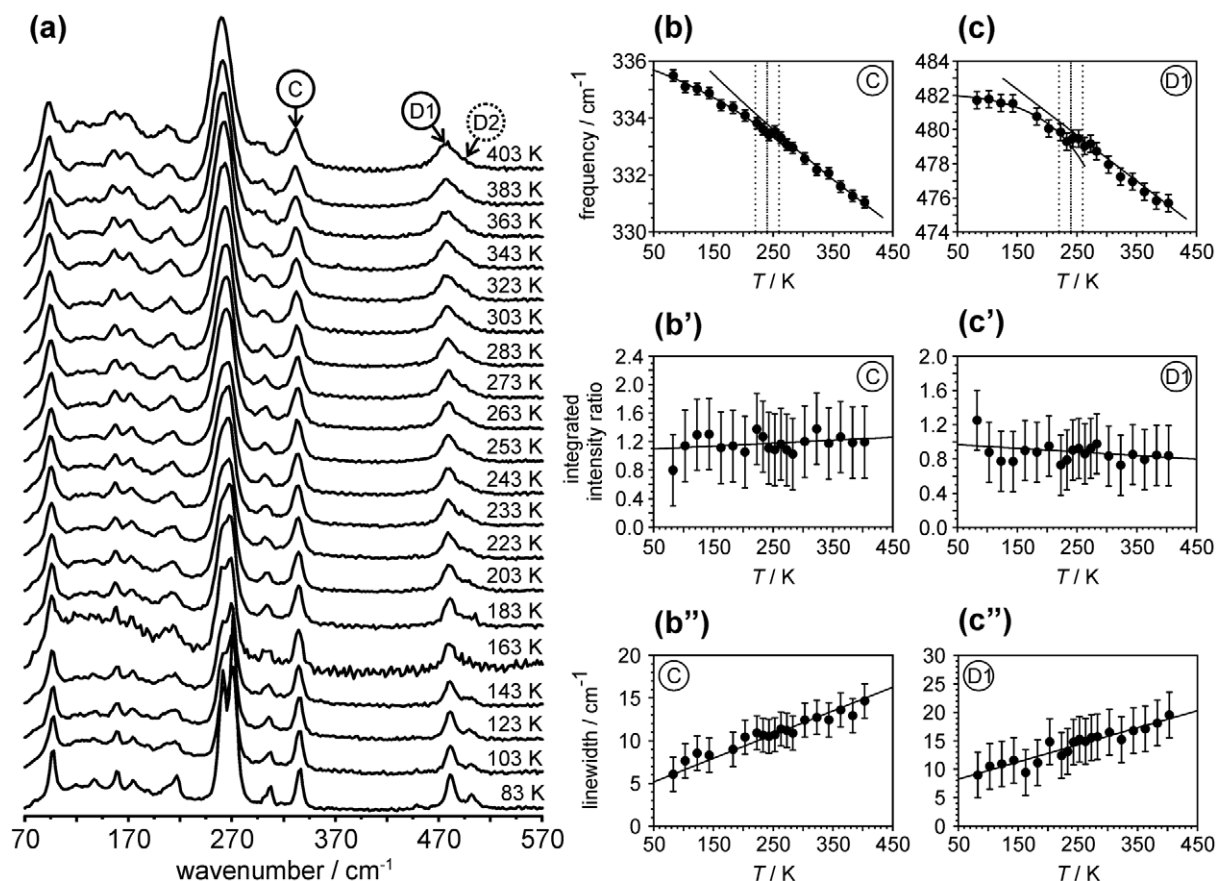 (a)
C
D1
D2
403 K
383 K
363 K
343 K
323 K
303 K
283 K
273 K
263 K
253 K
243 K
233 K
223 K
203 K
183 K
163 K
143 K
123 K
103 K
83 K
70 170 270 370 470 570
wavenumber / cm-1
(b)
C
336
334
332
330
frequency / cm-1
50 150 250 350 450
T / K
(c)
D1
484
482
480
478
476
474
50 150 250 350 450
T / K
(b’)
C
2.4
2.0
1.6
1.2
0.8
0.4
0.0
integrated
intensity ratio
50 150 250 350 450
T / K
(c’)
D1
2.0
1.6
1.2
0.8
0.4
0.0
50 150 250 350 450
T / K
(b”)
C
20
15
10
5
0
linewidth / cm-1
50 150 250 350 450
T / K
(c”)
D1
30
25
20
15
10
5
0
50 150 250 350 450
T / K